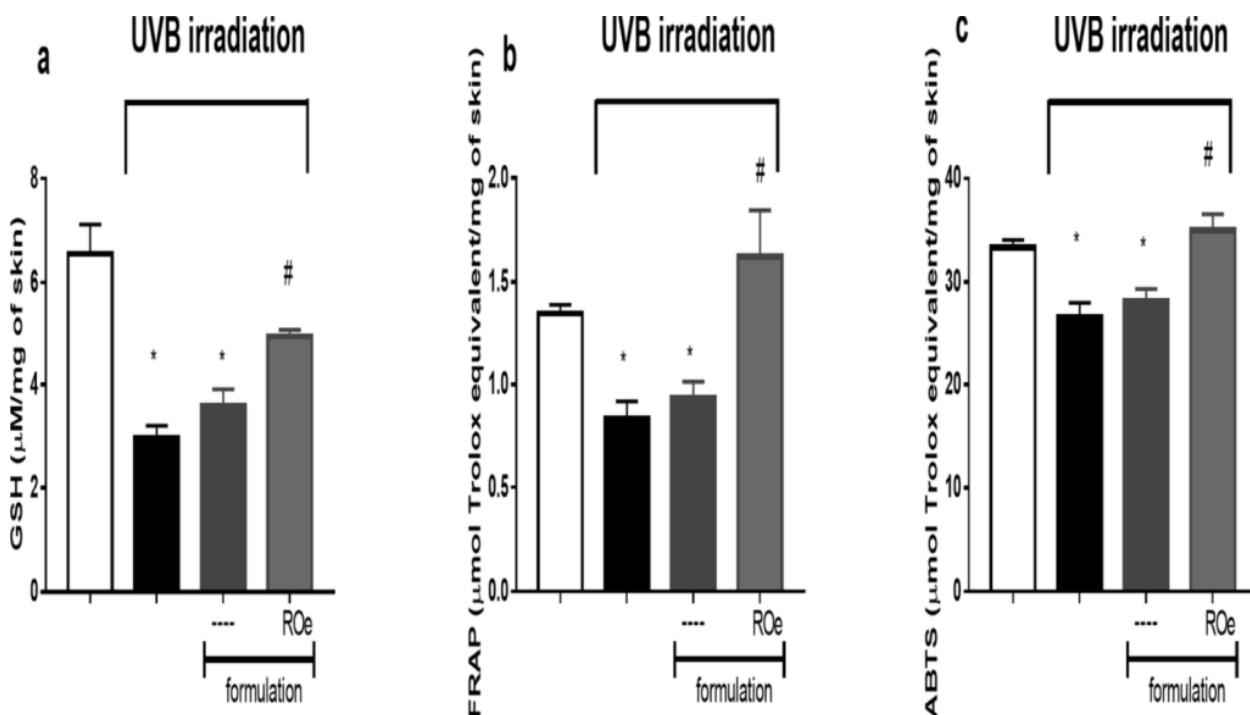 a
UVB irradiation
GSH (μM/mg of skin)
8
6
4
2
0
*
*
#
----
ROe
formulation
b
UVB irradiation
FRAP (μmol Trolox equivalent/mg of skin)
2.0
1.5
1.0
0.5
0.0
*
*
#
----
ROe
formulation
c
UVB irradiation
ABTS (μmol Trolox equivalent/mg of skin)
40
30
20
10
0
*
*
#
----
ROe
formulation